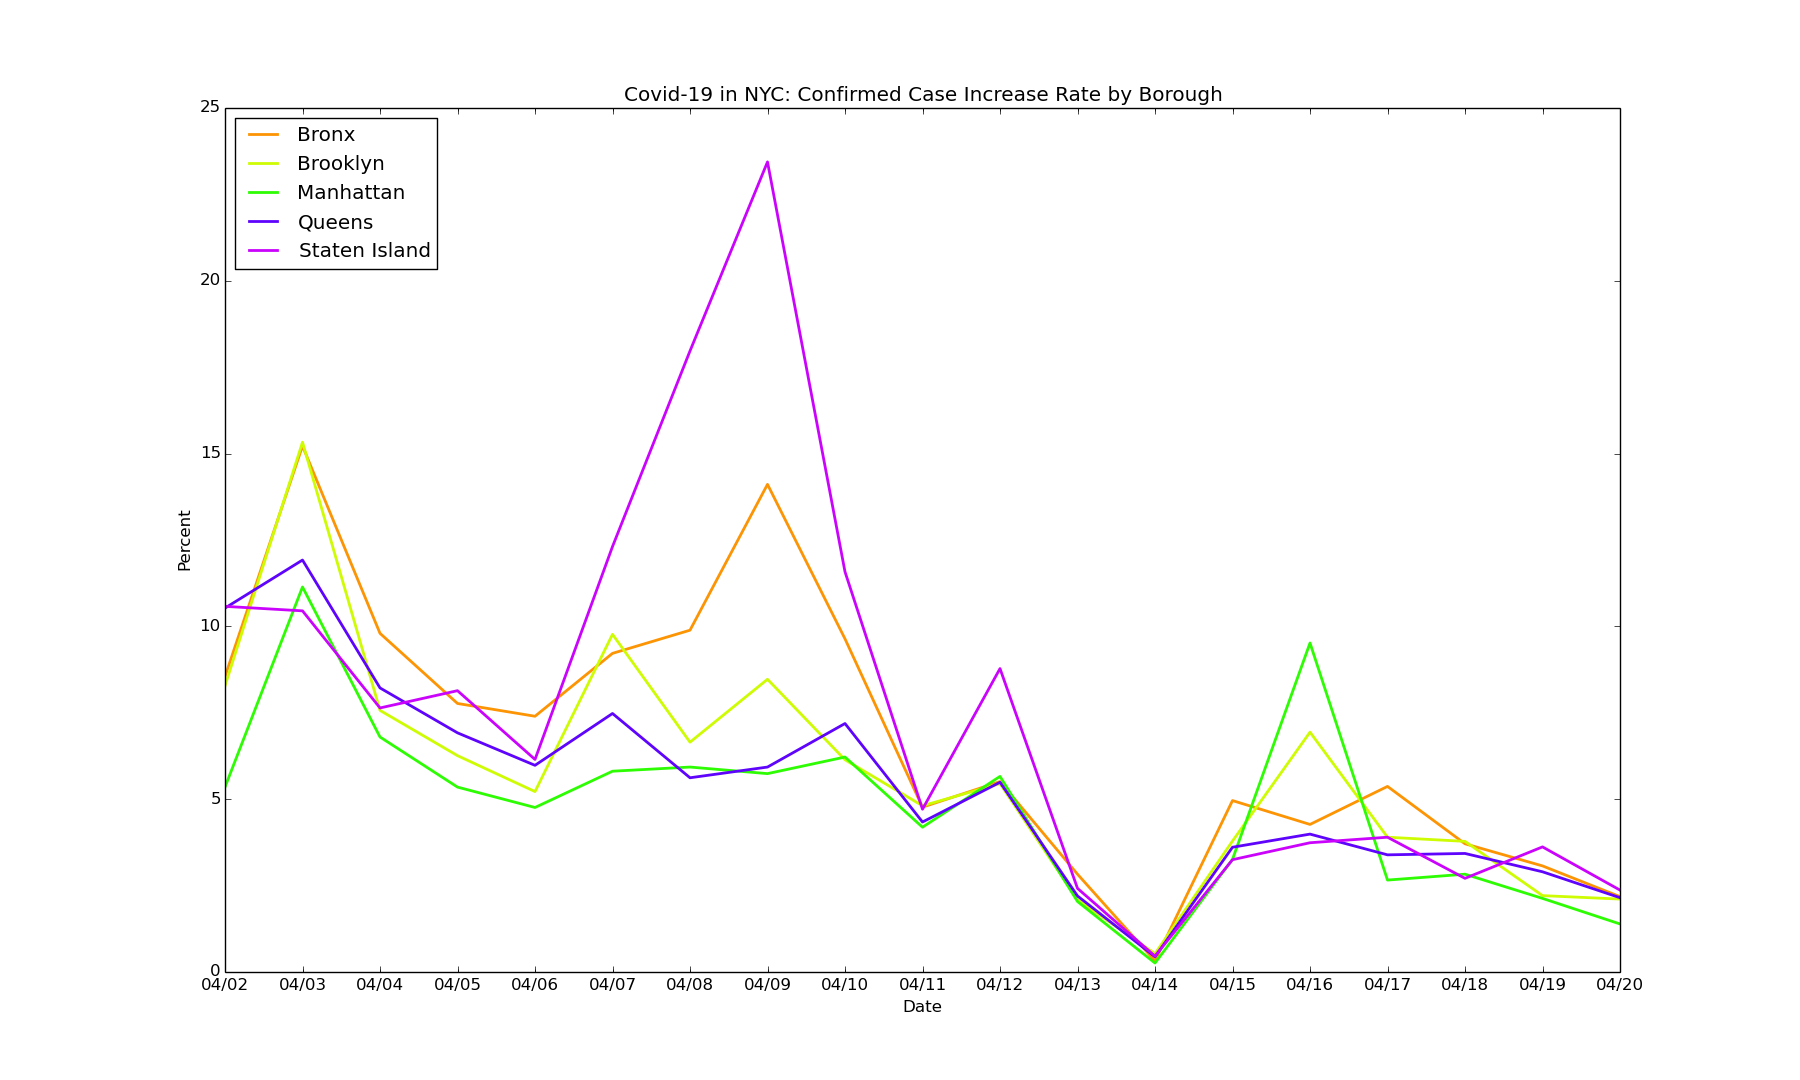 Covid-19 in NYC: Confirmed Case Increase Rate by Borough
25
20
15
10
5
0
Percent
Bronx
Brooklyn
Manhattan
Queens
Staten Island
04/02 04/03 04/04 04/05 04/06 04/07 04/08 04/09 04/10 04/11 04/12 04/13 04/14 04/15 04/16 04/17 04/18 04/19 04/20
Date